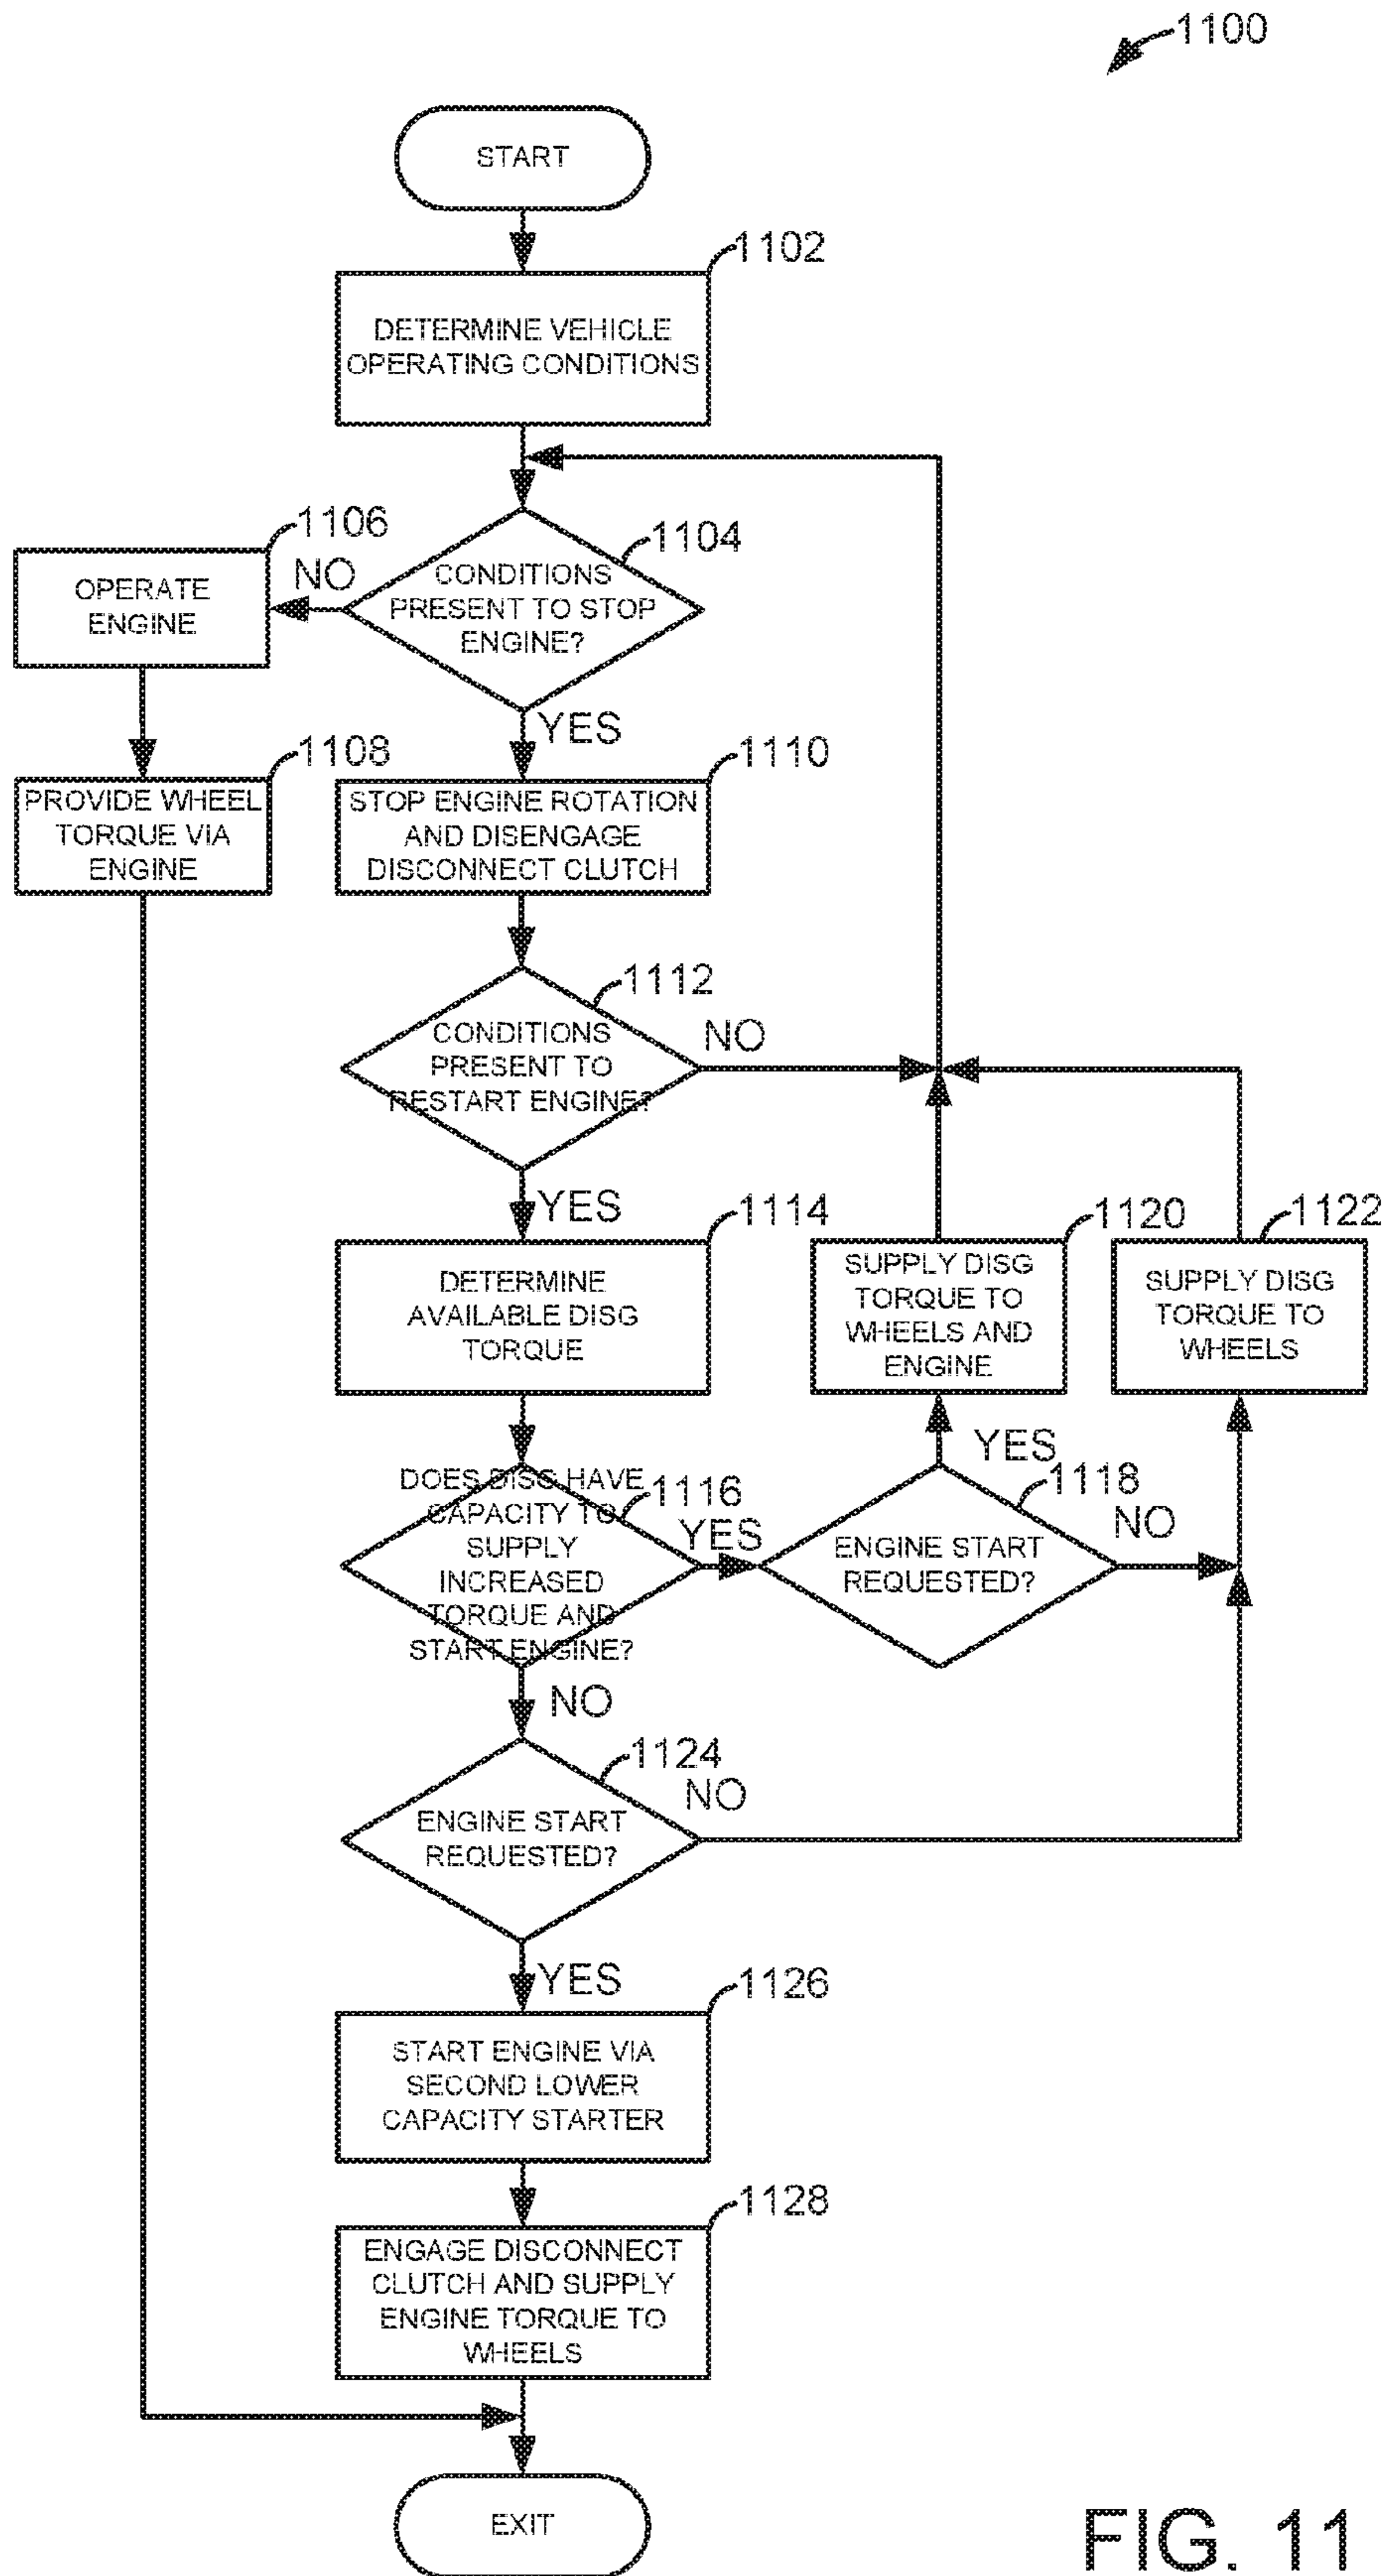 1100
START
1102
DETERMINE VEHICLE
OPERATING CONDITIONS
1104
CONDITIONS
PRESENT TO STOP
ENGINE?
NO
1106
OPERATE
ENGINE
1108
PROVIDE WHEEL
TORQUE VIA
ENGINE
YES
1110
STOP ENGINE ROTATION
AND DISENGAGE
DISCONNECT CLUTCH
1112
CONDITIONS
PRESENT TO
RESTART ENGINE?
NO
YES
1114
DETERMINE
AVAILABLE DISG
TORQUE
1120
SUPPLY DISG
TORQUE TO
WHEELS AND
ENGINE
1122
SUPPLY DISG
TORQUE TO
WHEELS
1116
DOES DISG HAVE
CAPACITY TO
SUPPLY
INCREASED
TORQUE AND
START ENGINE?
YES
YES
1118
ENGINE START
REQUESTED?
NO
NO
1124
ENGINE START
REQUESTED?
NO
YES
1126
START ENGINE VIA
SECOND LOWER
CAPACITY STARTER
1128
ENGAGE DISCONNECT
CLUTCH AND SUPPLY
ENGINE TORQUE TO
WHEELS
EXIT
FIG. 11